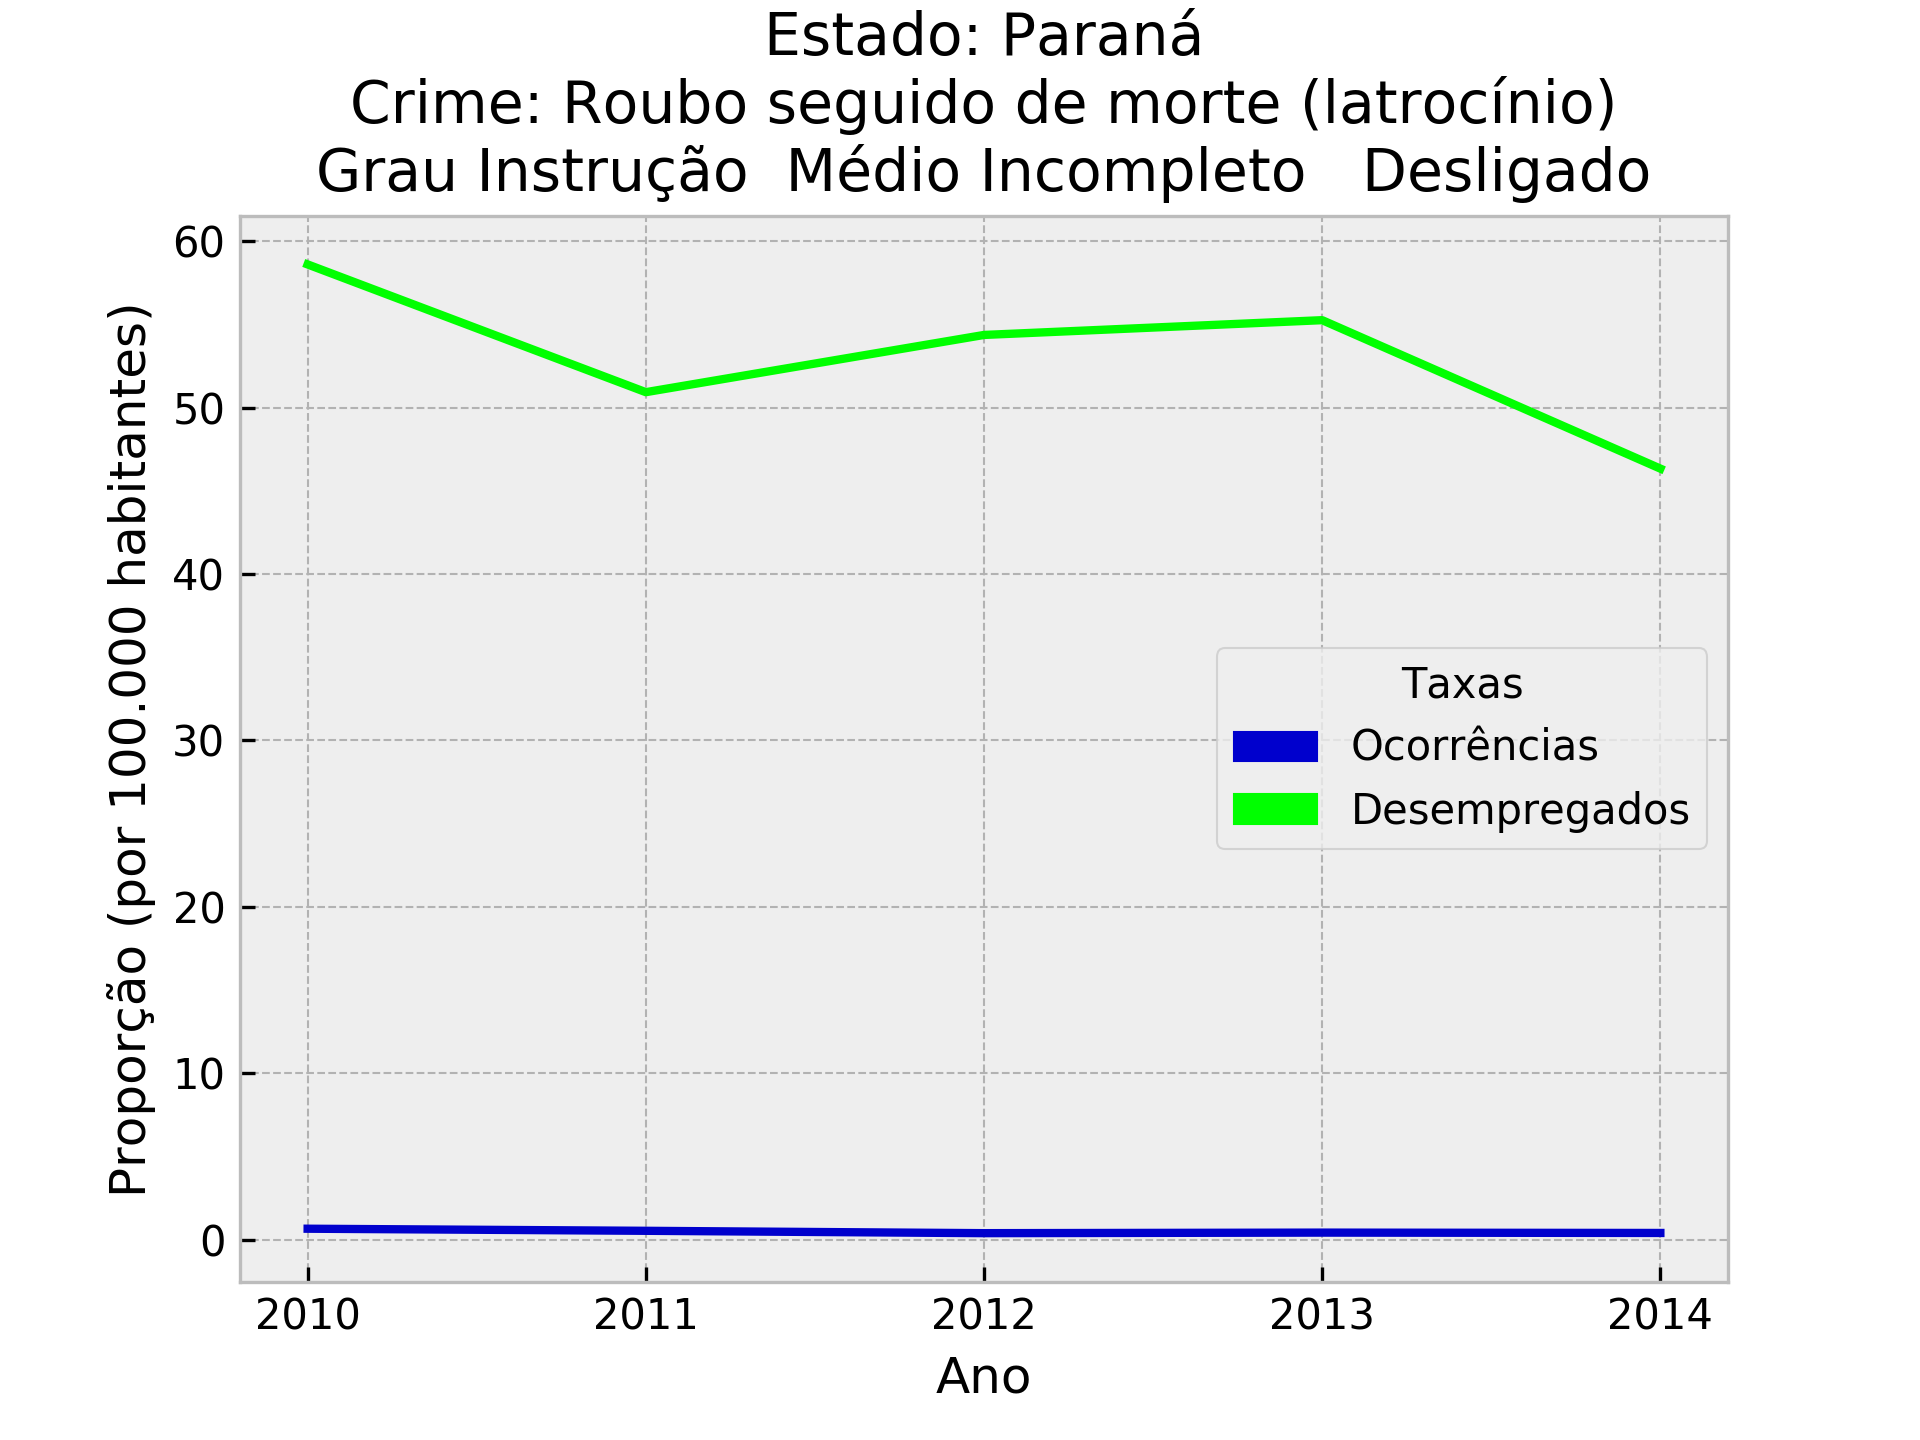 Estado: Paraná
Crime: Roubo seguido de morte (latrocínio)
Grau Instrução  Médio Incompleto   Desligado
Proporção (por 100.000 habitantes)
60
50
40
30
20
10
0
Taxas
Ocorrências
Desempregados
2010 2011 2012 2013 2014
Ano